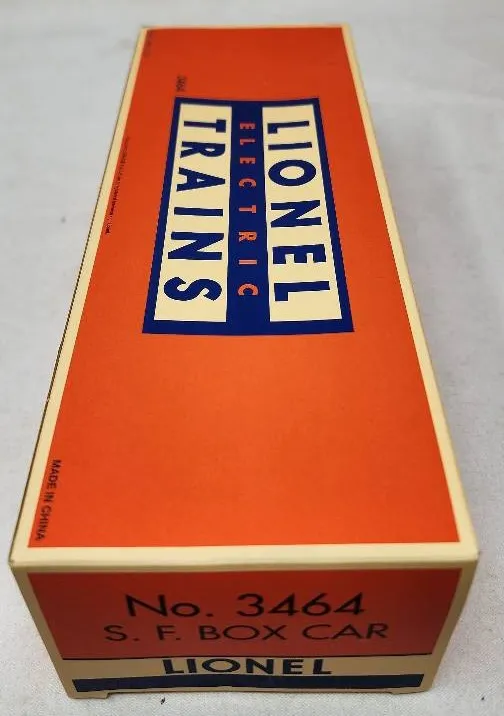 LIONEL
ELECTRIC
TRAINS
MADE IN CHINA
No. 3464
S. F. BOX CAR
LIONEL